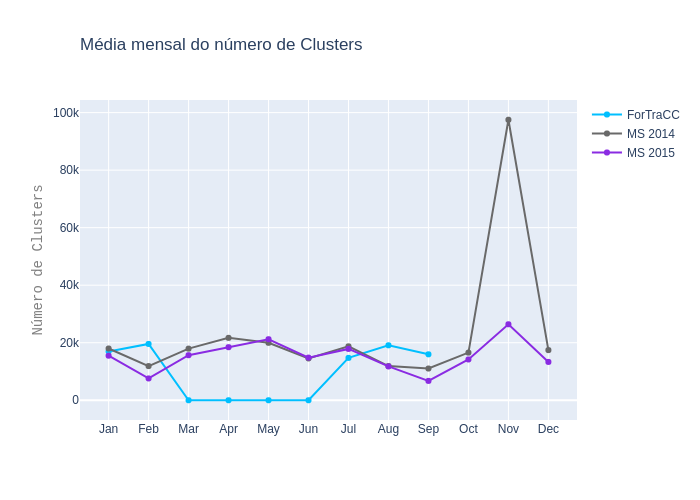 Média mensal do número de Clusters
100k
80k
60k
40k
20k
0
Número de Clusters
Jan Feb Mar Apr May Jun Jul Aug Sep Oct Nov Dec
ForTraCC
MS 2014
MS 2015